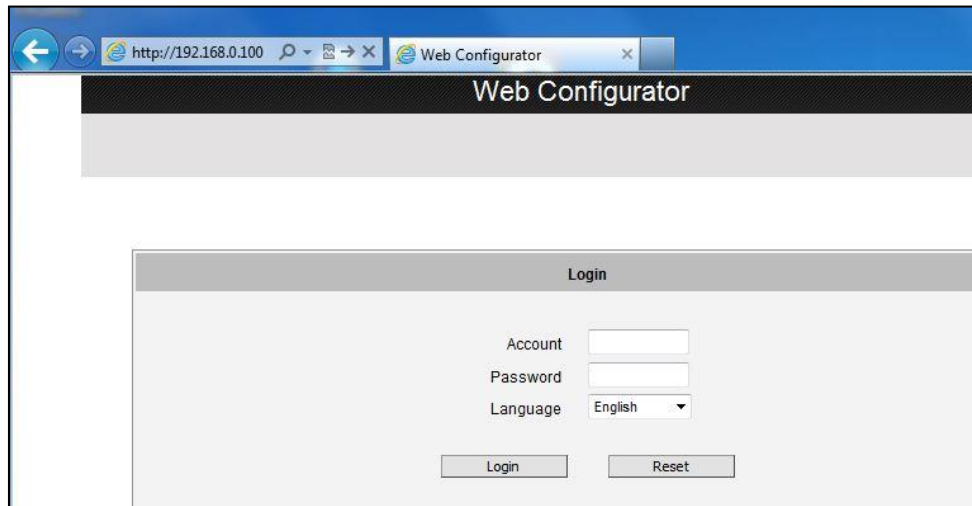 http://192.168.0.100 Web Configurator
Web Configurator
Login
Account
Password
Language English
Login Reset